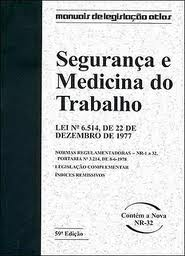 manuais de legislação atlas
Segurança e
Medicina do
Trabalho
LEI Nº 6.514, DE 22 DE
DEZEMBRO DE 1977
NORMAS REGULAMENTADORAS – NR-1 a 32,
PORTARIA Nº 3.214, DE 8-6-1978
LEGISLAÇÃO COMPLEMENTAR
ÍNDICES REMISSIVOS
59ª Edição
Contém a Nova
NR-32